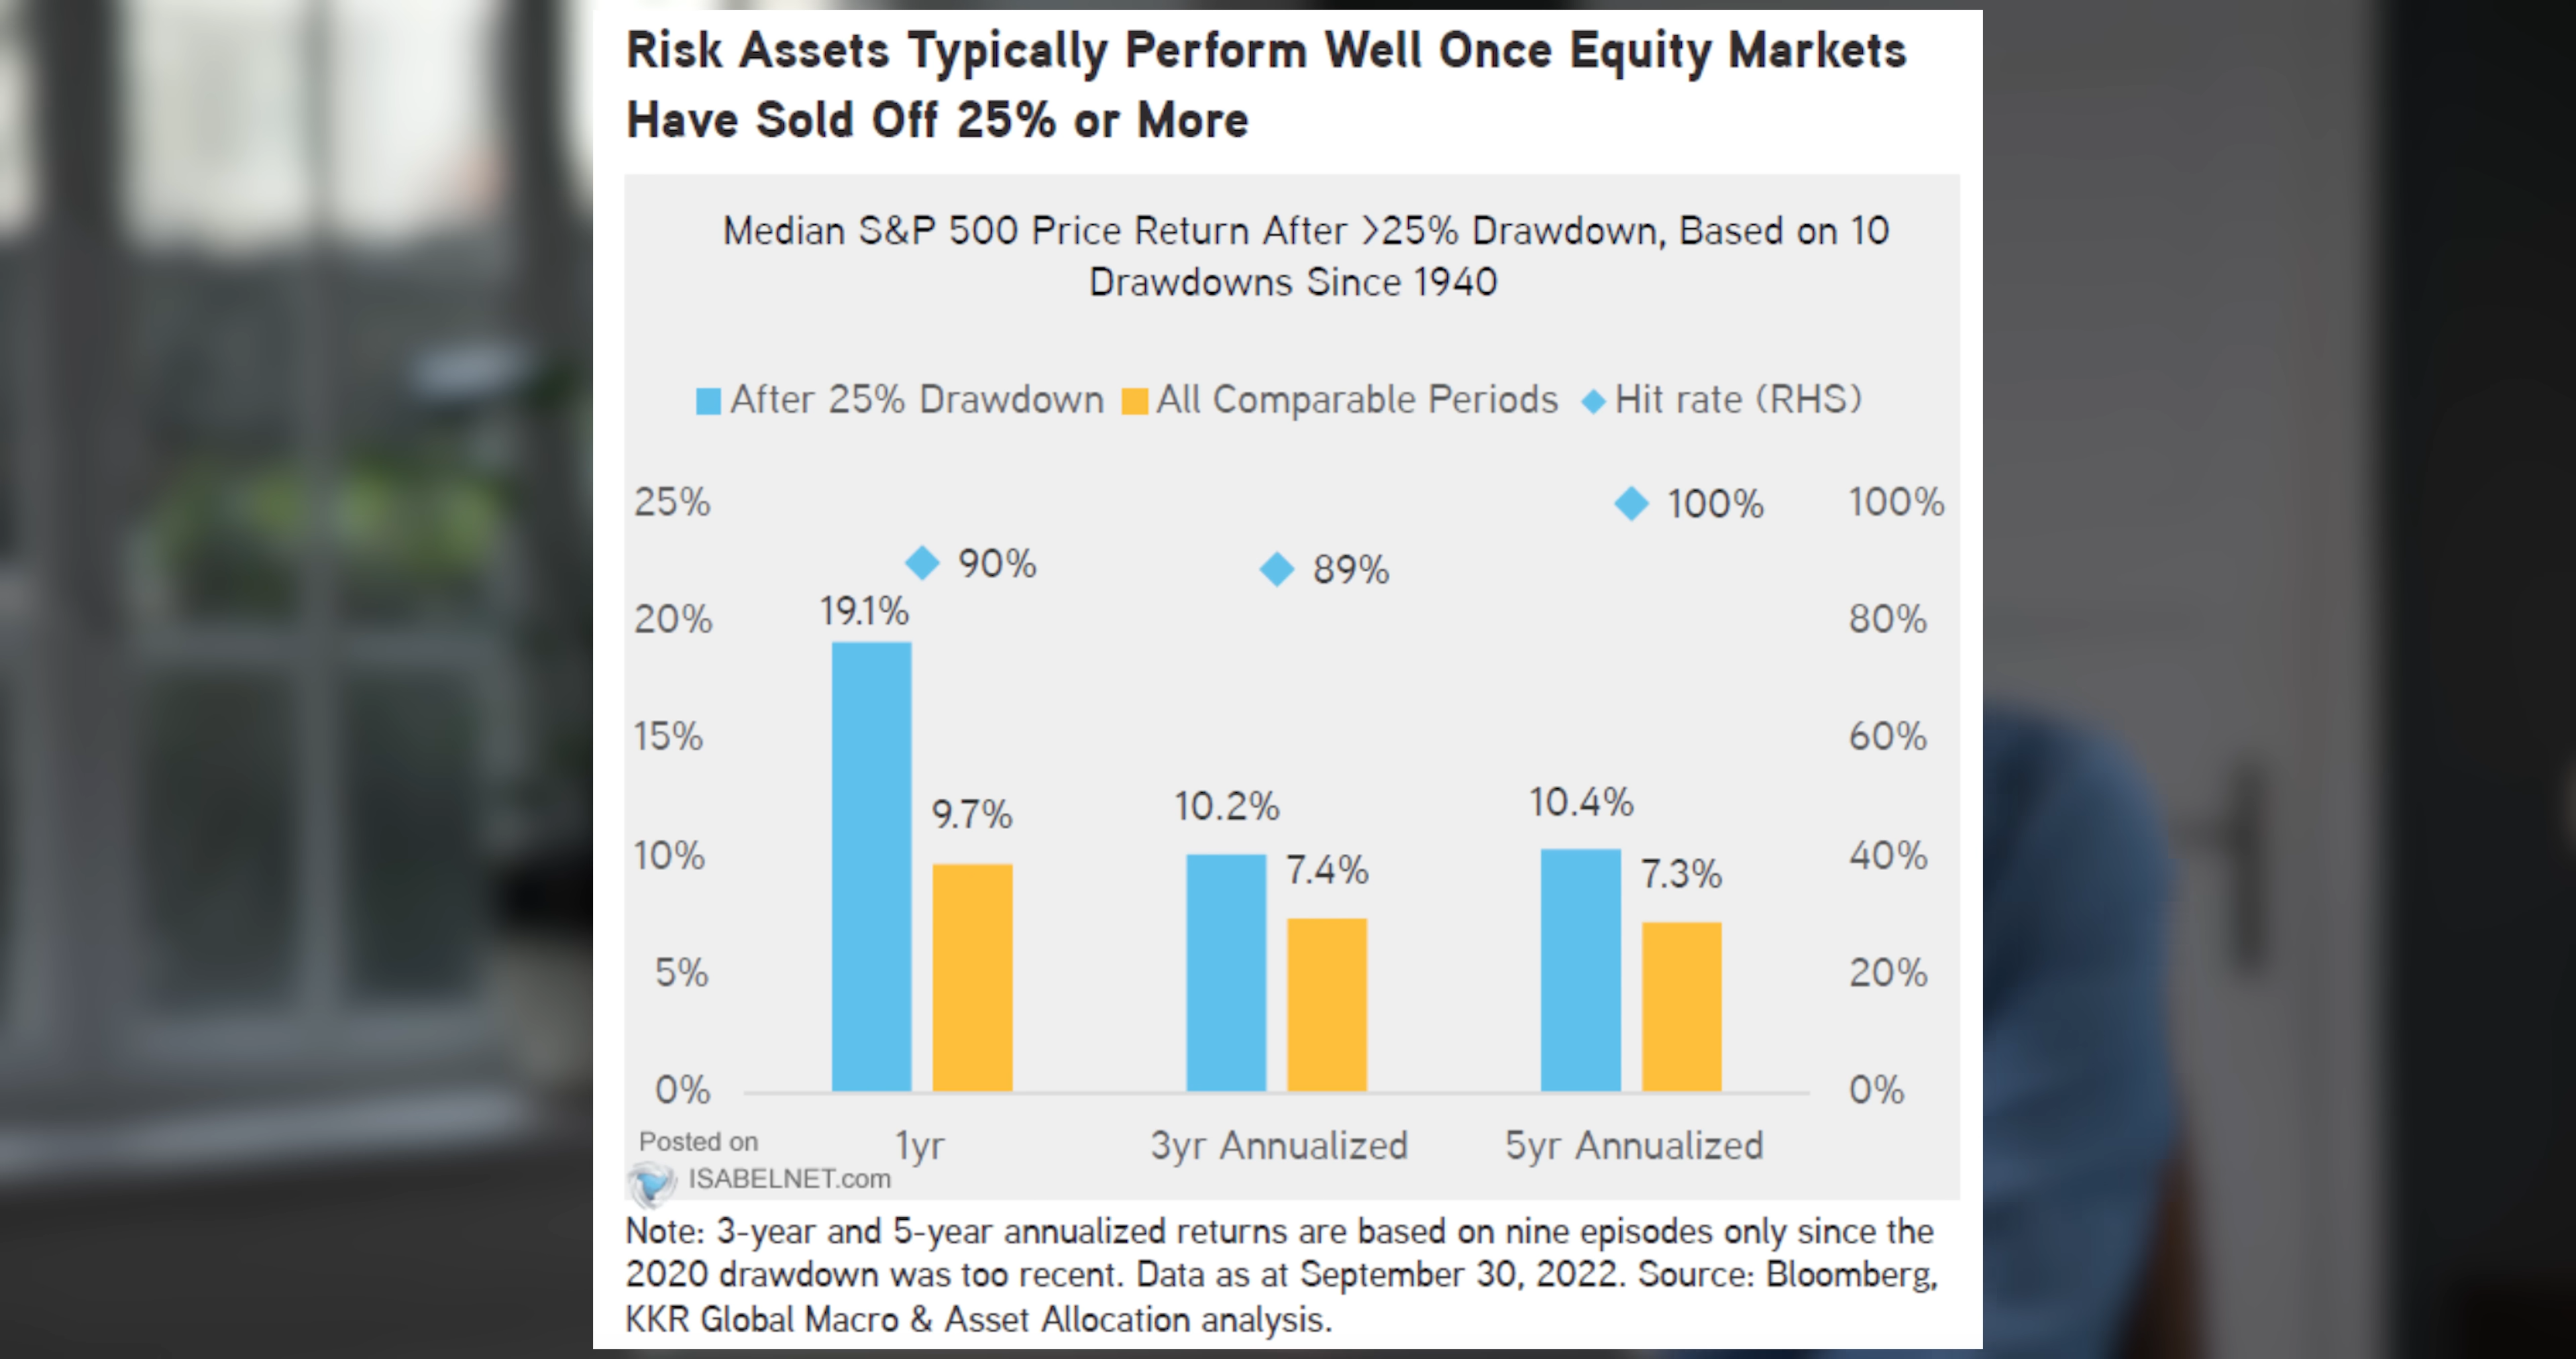 Risk Assets Typically Perform Well Once Equity Markets
Have Sold Off 25% or More
Median S&P 500 Price Return After >25% Drawdown, Based on 10
Drawdowns Since 1940
After 25% Drawdown All Comparable Periods Hit rate (RHS)
25% 100% 100%
90% 89%
20% 19.1% 80%
15% 60%
9.7% 10.2% 10.4%
10% 7.4% 7.3% 40%
5% 20%
0% 0%
1yr 3yr Annualized 5yr Annualized
Posted on
ISABELNET.com
Note: 3-year and 5-year annualized returns are based on nine episodes only since the
2020 drawdown was too recent. Data as at September 30, 2022. Source: Bloomberg,
KKR Global Macro & Asset Allocation analysis.